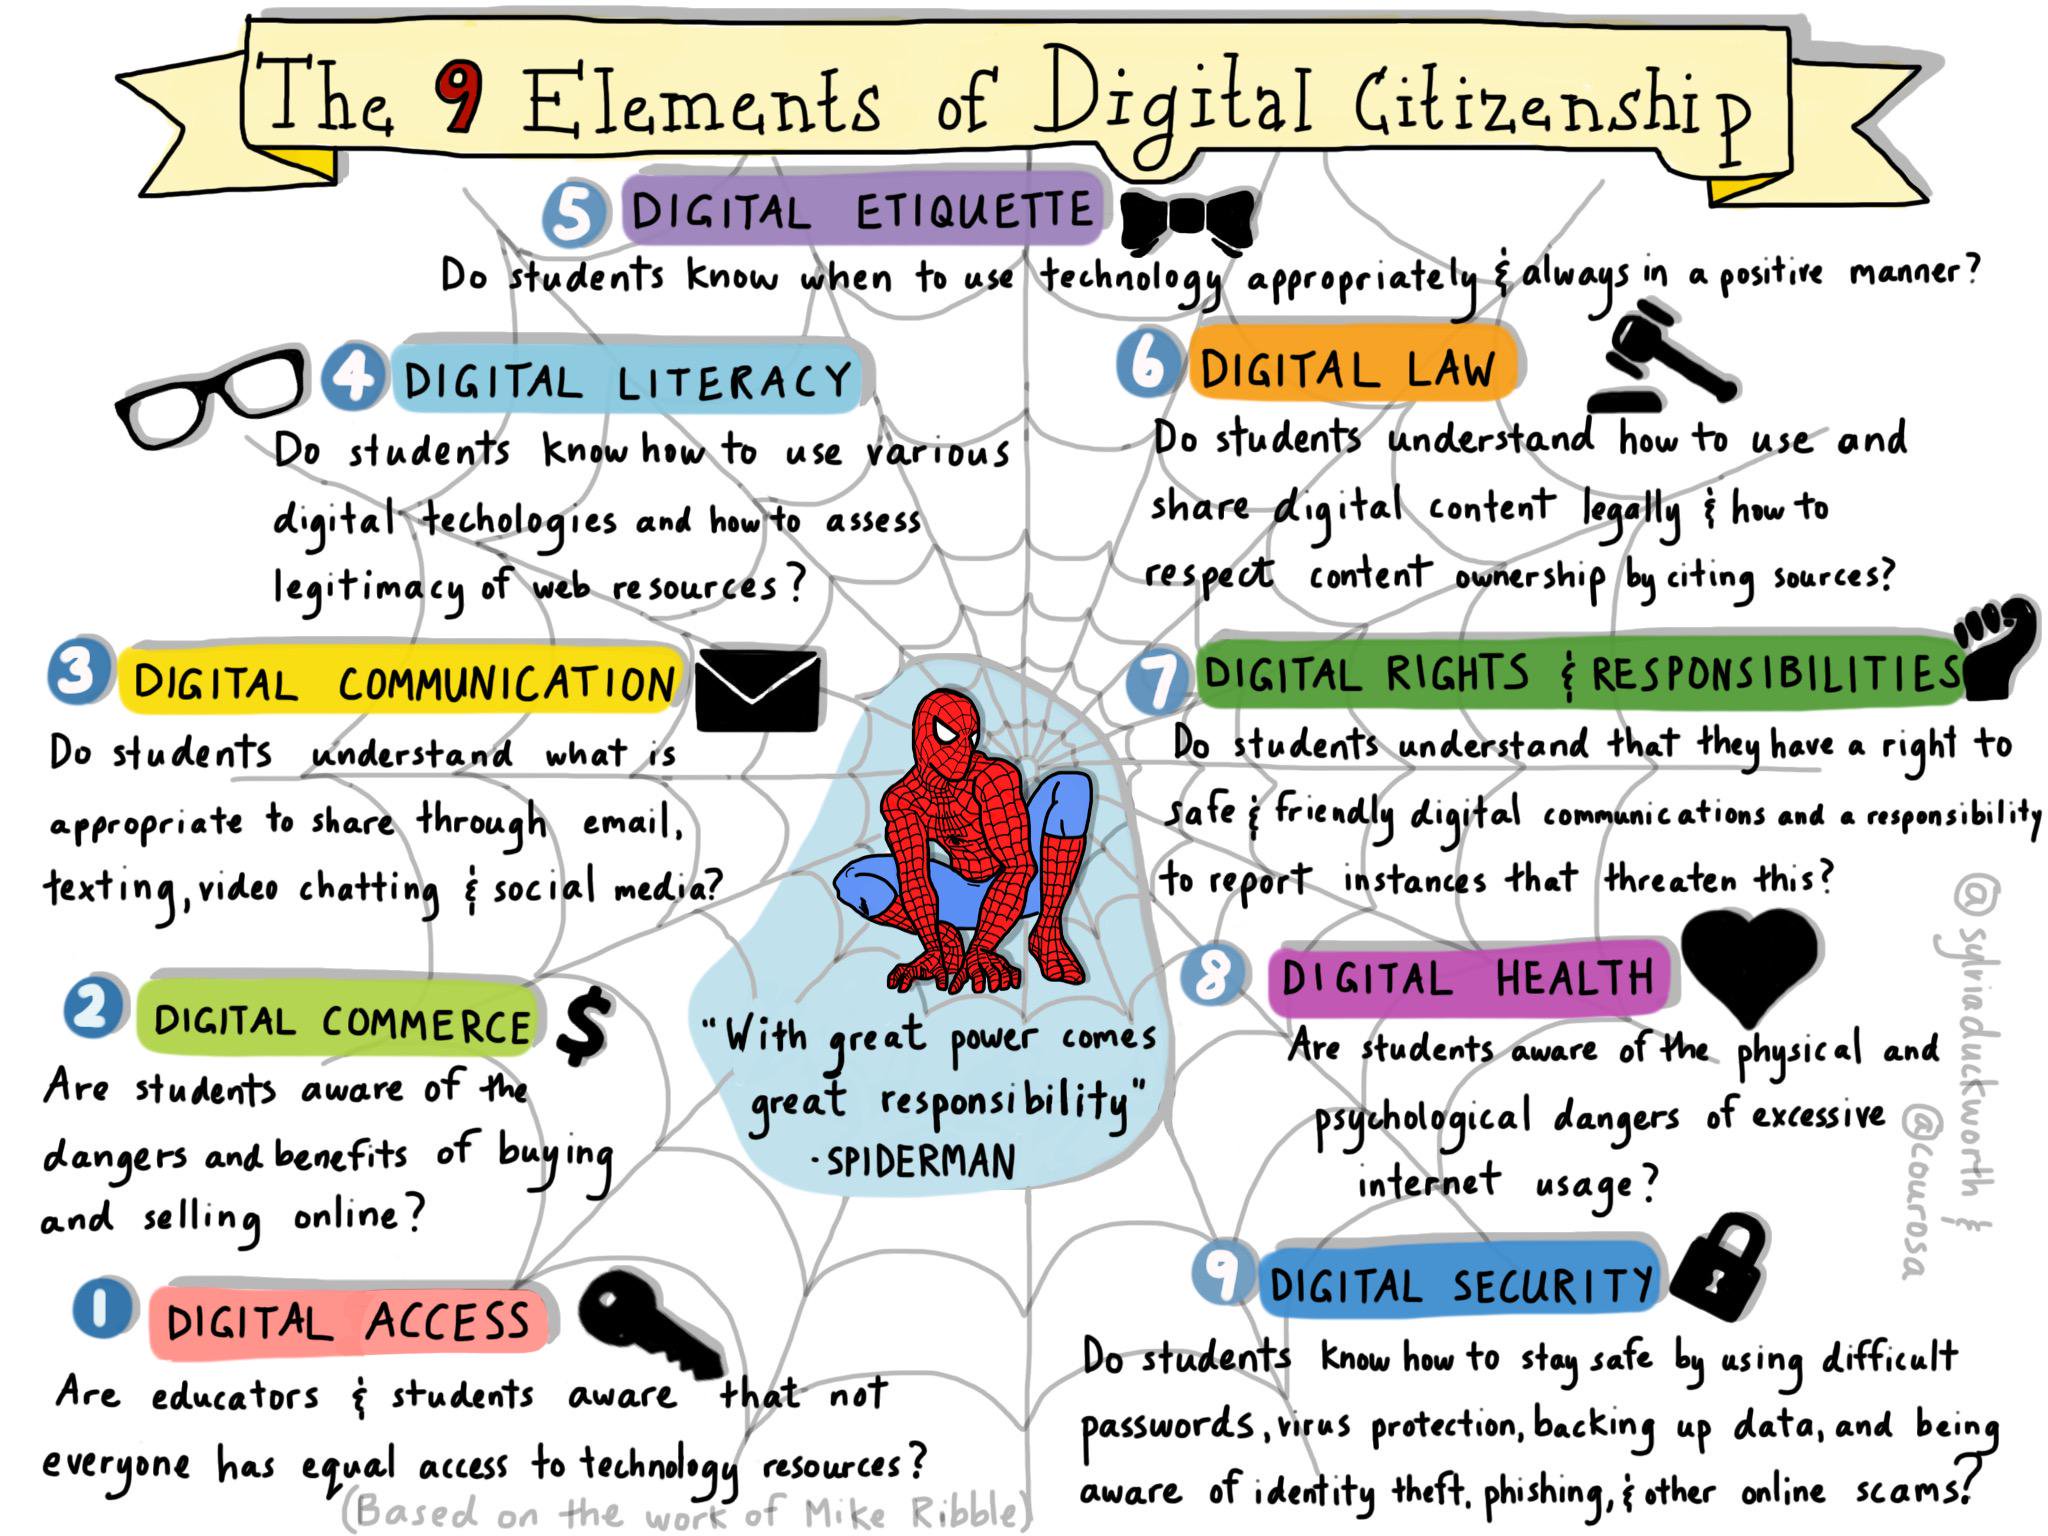 The 9 Elements of Digital Citizenship
5 DIGITAL ETIQUETTE
Do students know when to use technology appropriately & always in a positive manner?
4 DIGITAL LITERACY
Do students know how to use various
digital techologies and how to assess
legitimacy of web resources?
3 DIGITAL COMMUNICATION
Do students understand what is
appropriate to share through email,
texting, video chatting & social media?
2 DIGITAL COMMERCE
$
Are students aware of the
dangers and benefits of buying
and selling online?
1 DIGITAL ACCESS
Are educators & students aware that not
everyone has equal access to technology resources?
(Based on the work of Mike Ribble)
"With great power comes
great responsibility"
- SPIDERMAN
6 DIGITAL LAW
Do students understand how to use and
share digital content legally & how to
respect content ownership by citing sources?
7 DIGITAL RIGHTS & RESPONSIBILITIES
Do students understand that they have a right to
safe & friendly digital communications and a responsibility
to report instances that threaten this?
8 DIGITAL HEALTH
Are students aware of the physical and
psychological dangers of excessive
internet usage?
9 DIGITAL SECURITY
Do students know how to stay safe by using difficult
passwords, virus protection, backing up data, and being
aware of identity theft, phishing, & other online scams?
@sylviaduckworth &
@courosa